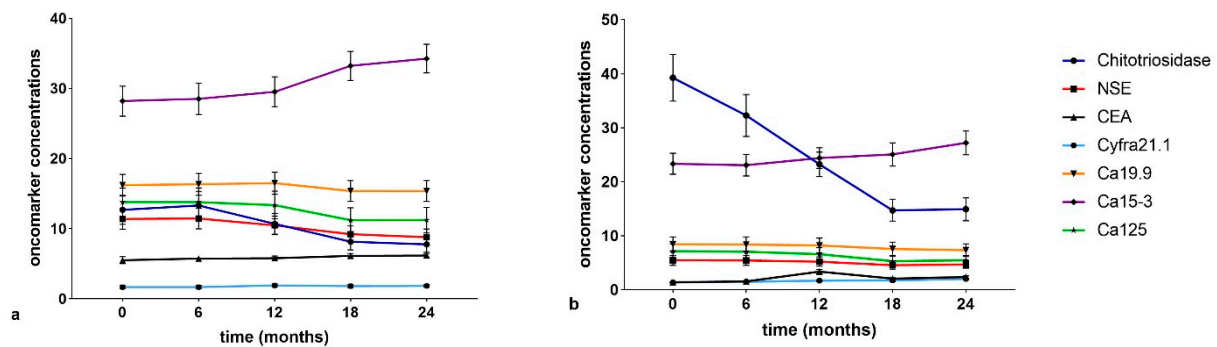 oncomarker concentrations
40
30
20
10
0
0 6 12 18 24
time (months)
a
oncomarker concentrations
50
40
30
20
10
0
0 6 12 18 24
time (months)
b
Chitotriosidase
NSE
CEA
Cyfra21.1
Ca19.9
Ca15-3
Ca125